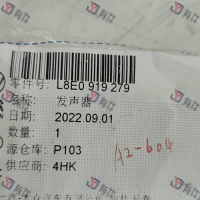 零件号: L8E0 919 279
名称: 发声器
日期: 2022.09.01
数量: 1
源仓库: P103
供应商: 4HK
A2-604